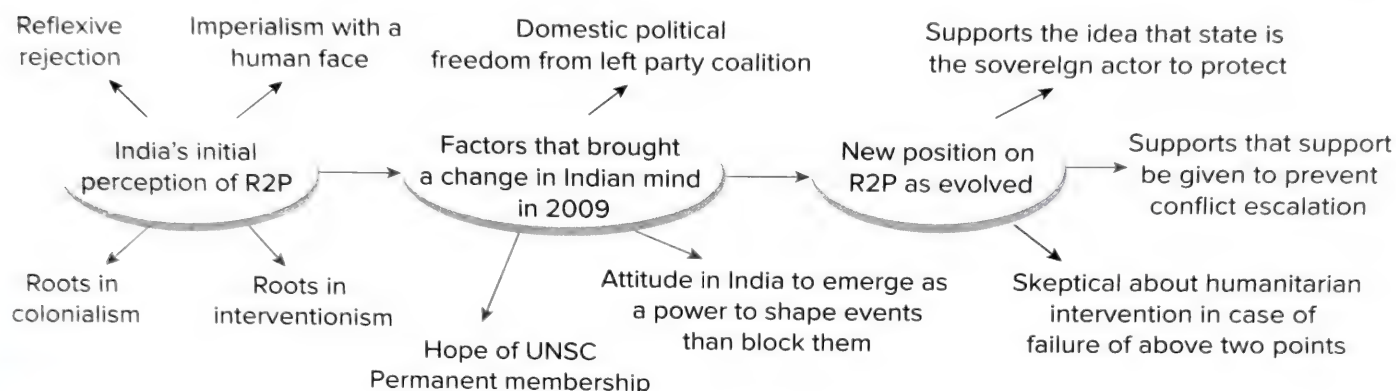 Reflexive
rejection
Imperialism with a
human face
Domestic political
freedom from left party coalition
Supports the idea that state is
the sovereign actor to protect
India's initial
perception of R2P
Factors that brought
a change in Indian mind
in 2009
New position on
R2P as evolved
Supports that support
be given to prevent
conflict escalation
Roots in
colonialism
Roots in
interventionism
Hope of UNSC
Permanent membership
Attitude in India to emerge as
a power to shape events
than block them
Skeptical about humanitarian
intervention in case of
failure of above two points